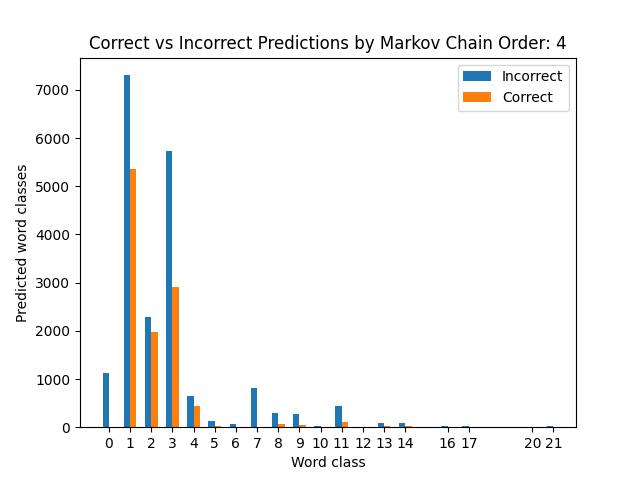 Correct vs Incorrect Predictions by Markov Chain Order: 4
Incorrect
Correct
Predicted word classes
7000
6000
5000
4000
3000
2000
1000
0
0 1 2 3 4 5 6 7 8 9 10 11 12 13 14 16 17 20 21
Word class